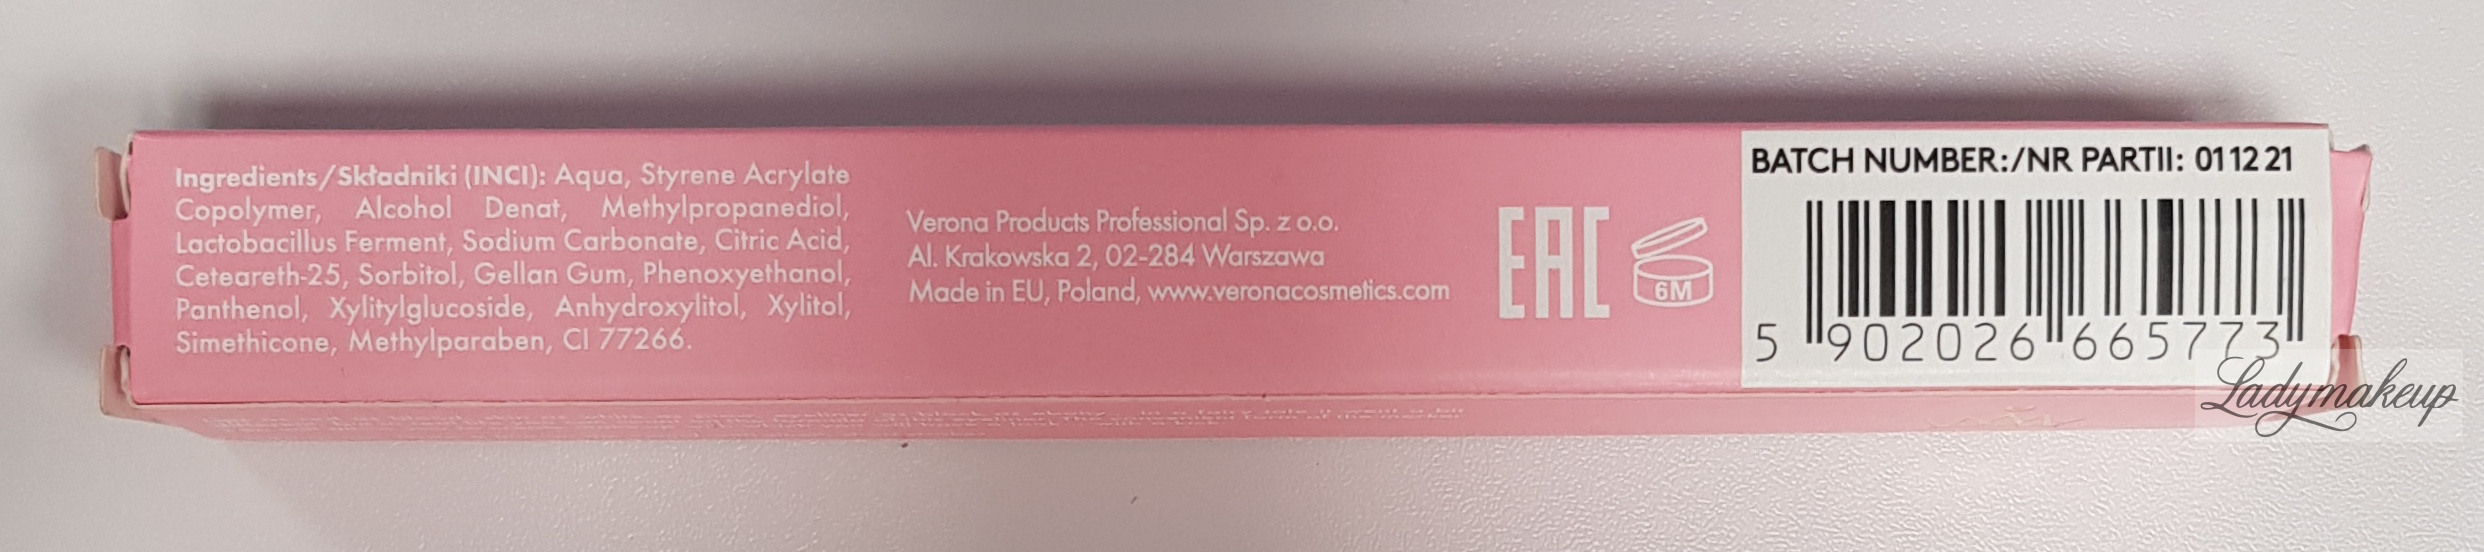 Ingredients/Składniki (INCI): Aqua, Styrene Acrylate
Copolymer, Alcohol Denat, Methylpropanediol,
Lactobacillus Ferment, Sodium Carbonate, Citric Acid,
Ceteareth-25, Sorbitol, Gellan Gum, Phenoxyethanol,
Panthenol, Xylitylglucoside, Anhydroxylitol, Xylitol,
Simethicone, Methylparaben, CI 77266.
Verona Products Professional Sp. z o.o.
Al. Krakowska 2, 02-284 Warszawa
Made in EU, Poland, www.veronacosmetics.com
EAC
6M
BATCH NUMBER:/NR PARTII: 01 12 21
5 902026 665773
Ladymakeup